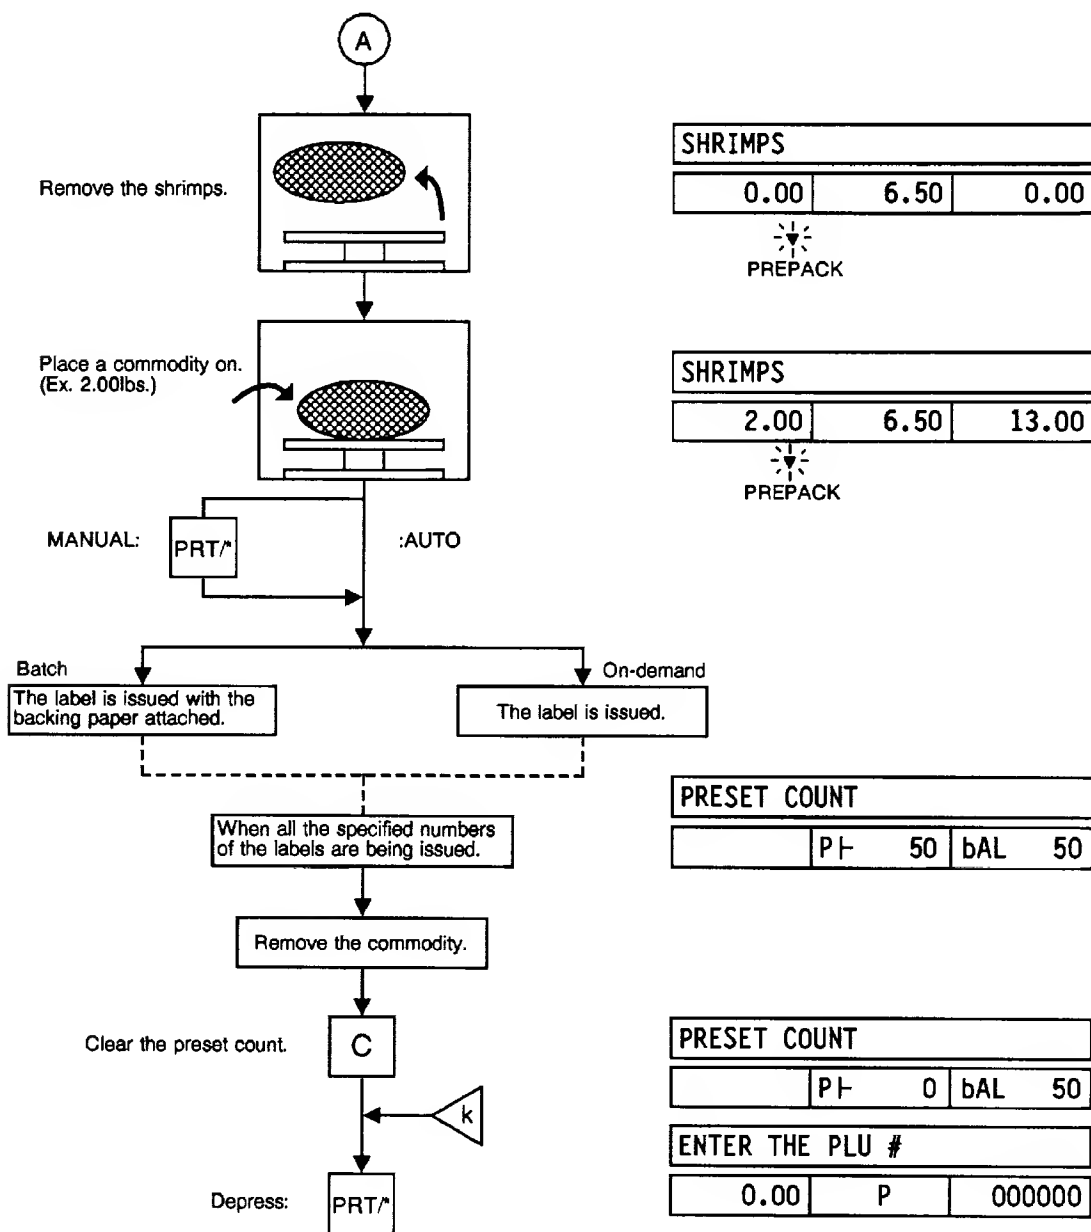 A
Remove the shrimps.
SHRIMPS
0.00 6.50 0.00
PREPACK
Place a commodity on.
(Ex. 2.00lbs.)
SHRIMPS
2.00 6.50 13.00
PREPACK
MANUAL:
PRT/*
:AUTO
Batch
On-demand
The label is issued with the
backing paper attached.
The label is issued.
PRESET COUNT
P├ 50 bAL 50
When all the specified numbers
of the labels are being issued.
Remove the commodity.
Clear the preset count.
C
PRESET COUNT
P├ 0 bAL 50
k
ENTER THE PLU #
0.00 P 000000
Depress:
PRT/*